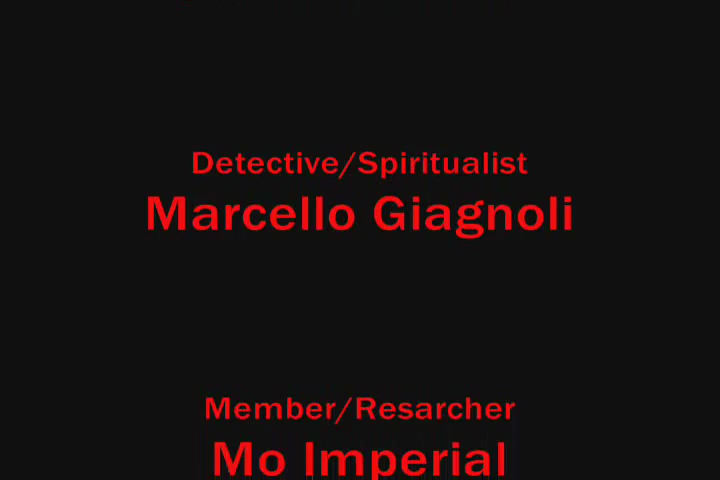 Detective/Spiritualist
Marcello Giagnoli
Member/Resarcher
Mo Imperial